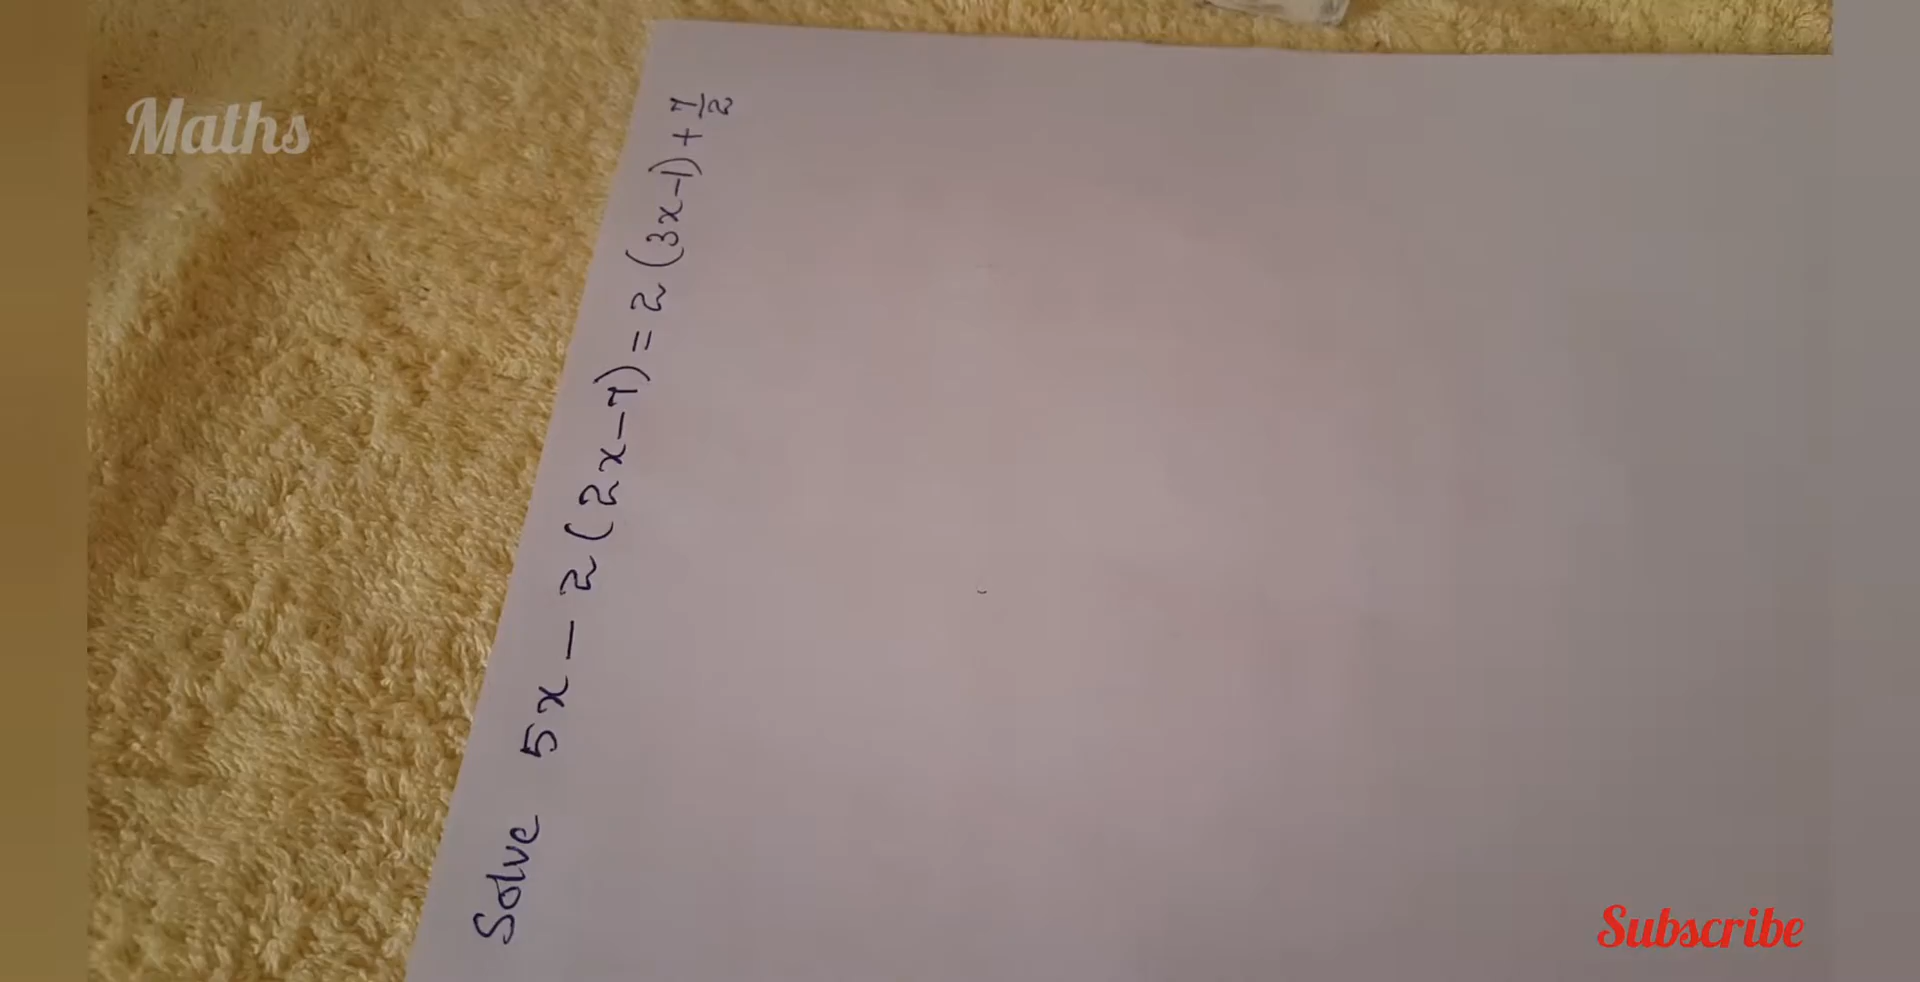 Maths
Solve 5x - 2(2x-7) = 2(3x-1) + 7/2
Subscribe